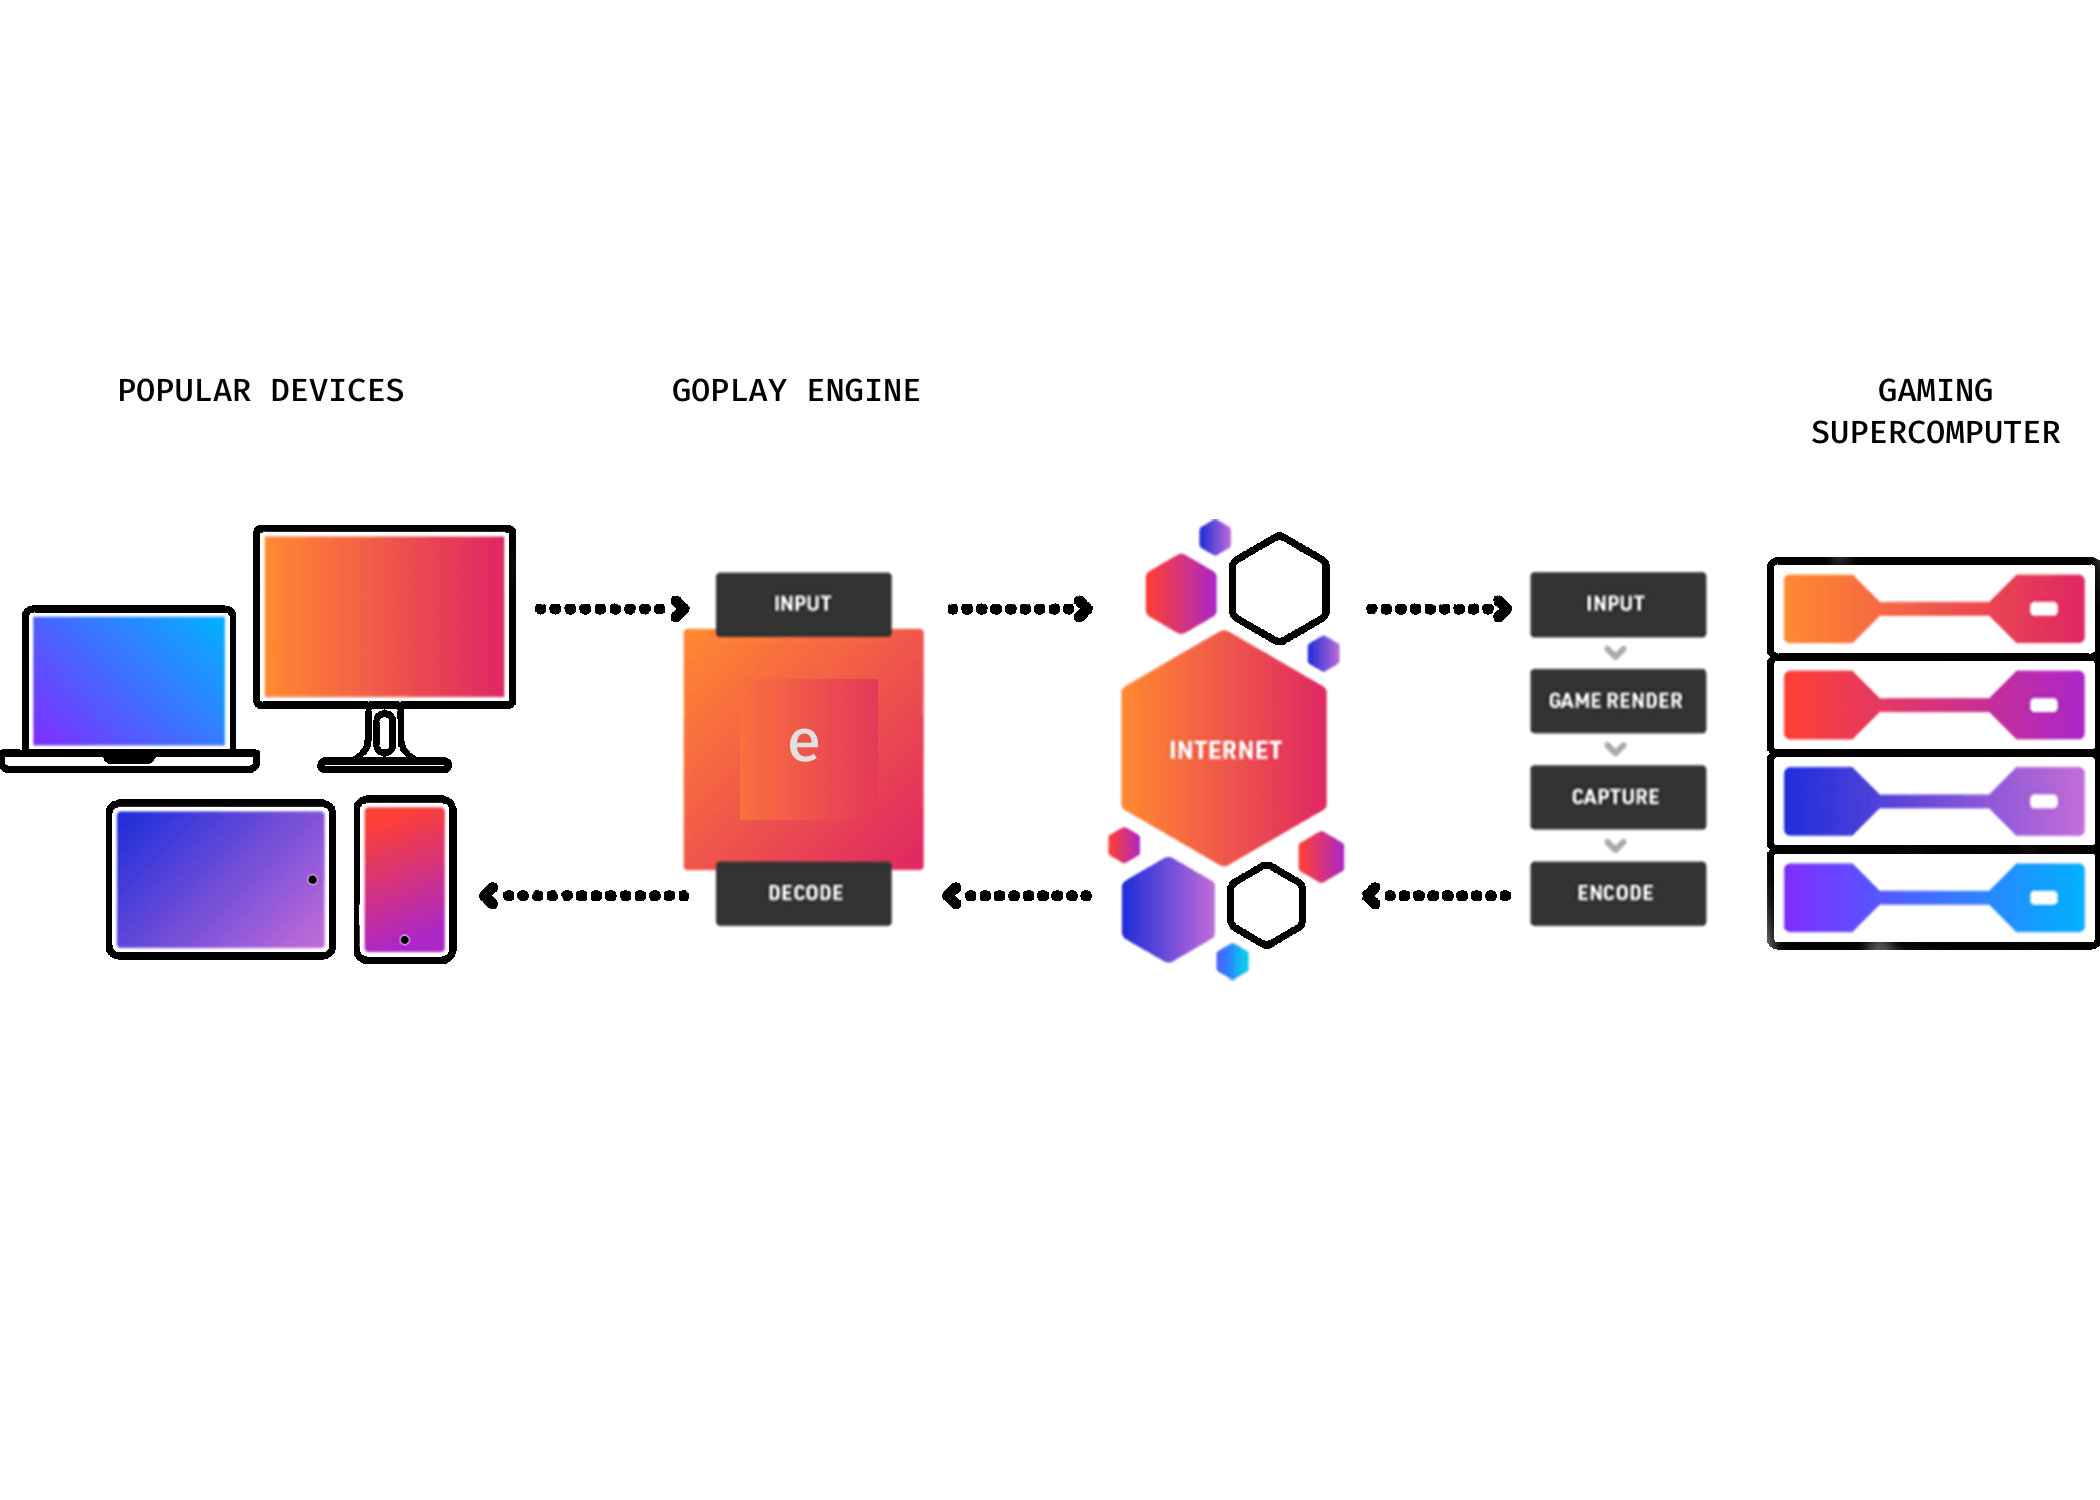 POPULAR DEVICES
GOPLAY ENGINE
GAMING
SUPERCOMPUTER
INPUT
e
DECODE
INTERNET
INPUT
GAME RENDER
CAPTURE
ENCODE